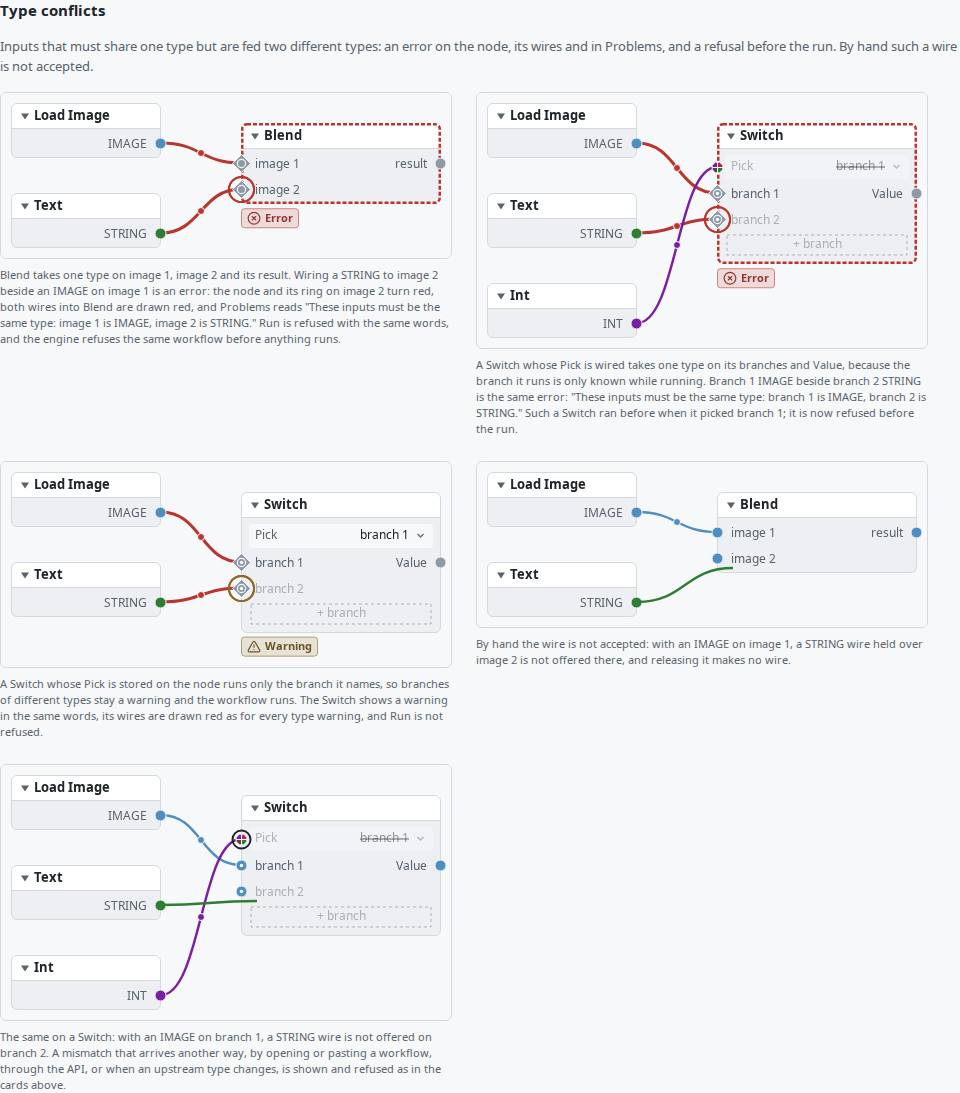 Type conflicts
Inputs that must share one type but are fed two different types: an error on the node, its wires and in Problems, and a refusal before the run. By hand such a wire
is not accepted.
Load Image
IMAGE
Text
STRING
Blend
image 1
result
image 2
Error
Blend takes one type on image 1, image 2 and its result. Wiring a STRING to image 2
beside an IMAGE on image 1 is an error: the node and its ring on image 2 turn red,
both wires into Blend are drawn red, and Problems reads "These inputs must be the
same type: image 1 is IMAGE, image 2 is STRING." Run is refused with the same words,
and the engine refuses the same workflow before anything runs.
Load Image
IMAGE
Text
STRING
Int
INT
Switch
Pick
branch 1
branch 1
Value
branch 2
+ branch
Error
A Switch whose Pick is wired takes one type on its branches and Value, because the
branch it runs is only known while running. Branch 1 IMAGE beside branch 2 STRING
is the same error: "These inputs must be the same type: branch 1 is IMAGE, branch 2 is
STRING." Such a Switch ran before when it picked branch 1; it is now refused before
the run.
Load Image
IMAGE
Text
STRING
Switch
Pick
branch 1
branch 1
Value
branch 2
+ branch
Warning
A Switch whose Pick is stored on the node runs only the branch it names, so branches
of different types stay a warning and the workflow runs. The Switch shows a warning
in the same words, its wires are drawn red as for every type warning, and Run is not
refused.
Load Image
IMAGE
Text
STRING
Blend
image 1
result
image 2
By hand the wire is not accepted: with an IMAGE on image 1, a STRING wire held over
image 2 is not offered there, and releasing it makes no wire.
Load Image
IMAGE
Text
STRING
Int
INT
Switch
Pick
branch 1
branch 1
Value
branch 2
+ branch
The same on a Switch: with an IMAGE on branch 1, a STRING wire is not offered on
branch 2. A mismatch that arrives another way, by opening or pasting a workflow,
through the API, or when an upstream type changes, is shown and refused as in the
cards above.